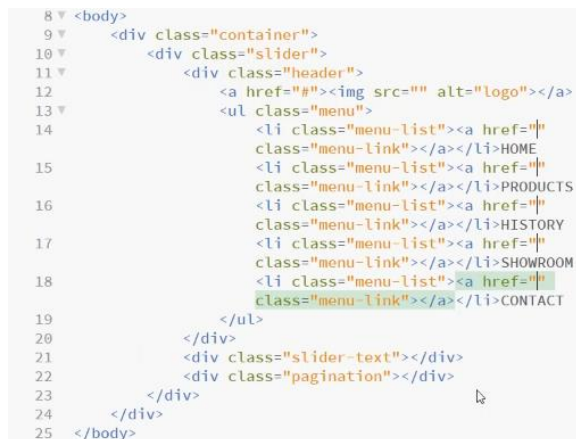 8 <body>
9 <div class="container">
10 <div class="slider">
11 <div class="header">
12 <a href="#"><img src="" alt="logo"></a>
13 <ul class="menu">
14 <li class="menu-list"><a href=""
class="menu-link"></a></li>HOME
15 <li class="menu-list"><a href=""
class="menu-link"></a></li>PRODUCTS
16 <li class="menu-list"><a href=""
class="menu-link"></a></li>HISTORY
17 <li class="menu-list"><a href=""
class="menu-link"></a></li>SHOWROOM
18 <li class="menu-list"><a href=""
class="menu-link"></a></li>CONTACT
19 </ul>
20 </div>
21 <div class="slider-text"></div>
22 <div class="pagination"></div>
23 </div>
24 </div>
25 </body>